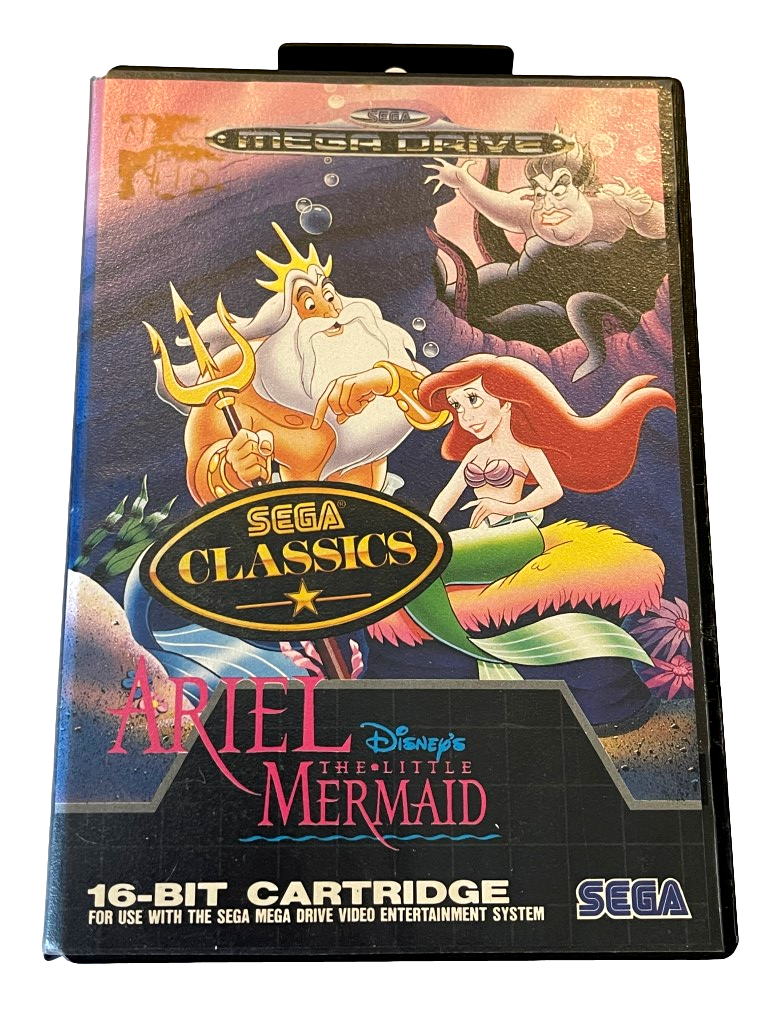 SEGA
MEGA DRIVE
SEGA®
CLASSICS
ARIEL
DISNEY'S
THE•LITTLE
MERMAID
16-BIT CARTRIDGE
FOR USE WITH THE SEGA MEGA DRIVE VIDEO ENTERTAINMENT SYSTEM
SEGA